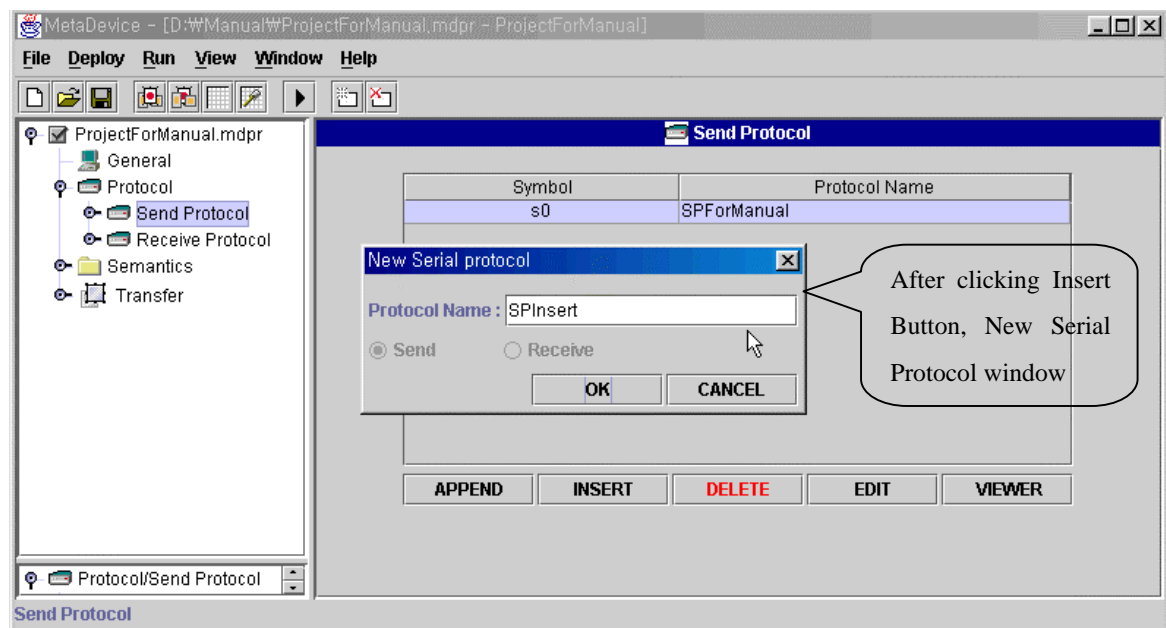 MetaDevice - [D:₩Manual₩ProjectForManual.mdpr - ProjectForManual]
File Deploy Run View Window Help
ProjectForManual.mdpr
General
Protocol
Send Protocol
Receive Protocol
Semantics
Transfer
Protocol/Send Protocol
Send Protocol
Symbol Protocol Name
s0 SPForManual
New Serial protocol
Protocol Name : SPInsert
Send Receive
OK CANCEL
After clicking Insert
Button, New Serial
Protocol window
APPEND INSERT DELETE EDIT VIEWER
Send Protocol